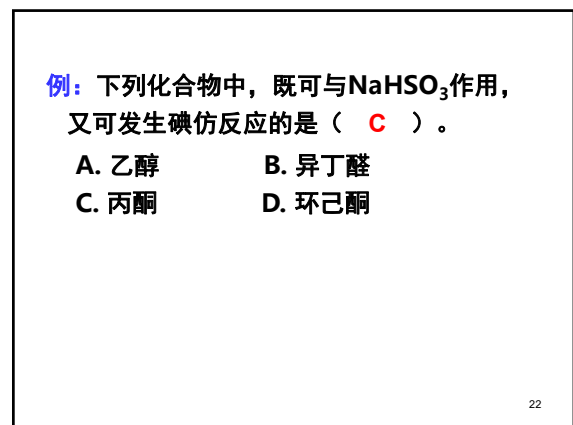 例：下列化合物中，既可与NaHSO₃作用，
又可发生碘仿反应的是（ C ）。
A. 乙醇 B. 异丁醛
C. 丙酮 D. 环己酮
22